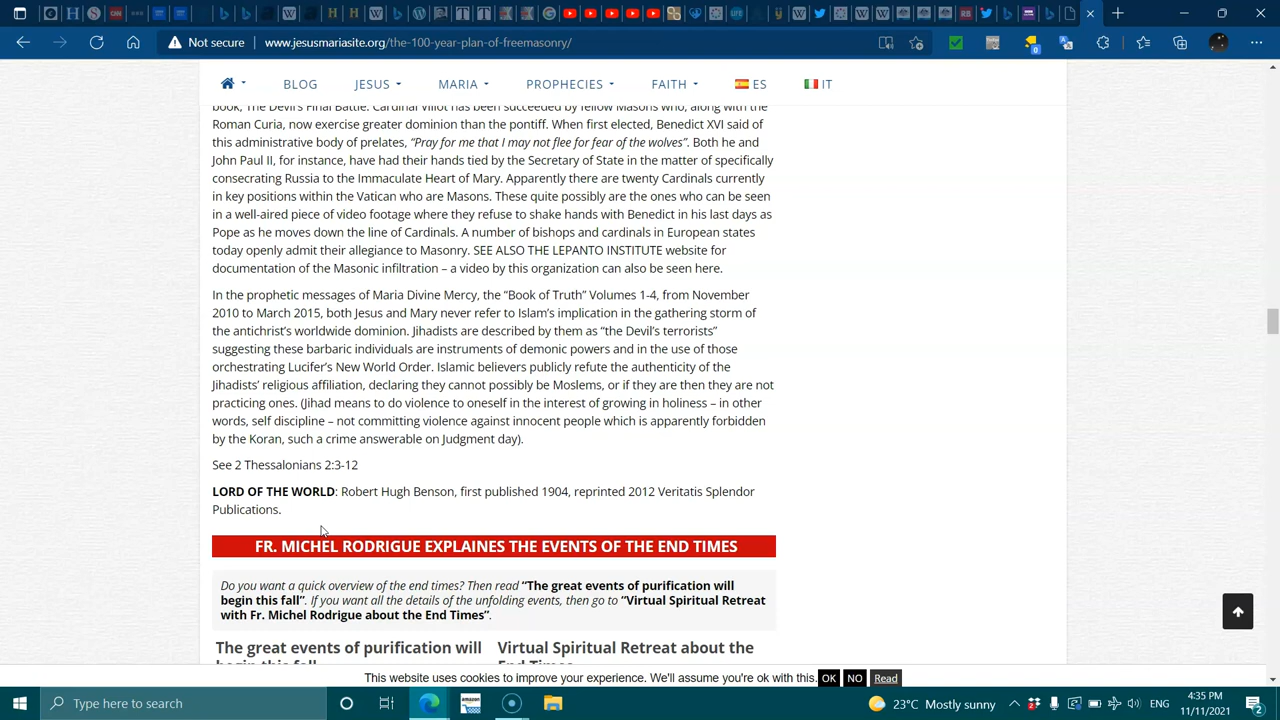 Not secure www.jesusmariasite.org/the-100-year-plan-of-freemasonry/
BLOG JESUS MARIA PROPHECIES FAITH ES IT
book, The Devil's Final Battle. Cardinal Villot has been succeeded by fellow Masons who, along with the
Roman Curia, now exercise greater dominion than the pontiff. When first elected, Benedict XVI said of
this administrative body of prelates, “Pray for me that I may not flee for fear of the wolves”. Both he and
John Paul II, for instance, have had their hands tied by the Secretary of State in the matter of specifically
consecrating Russia to the Immaculate Heart of Mary. Apparently there are twenty Cardinals currently
in key positions within the Vatican who are Masons. These quite possibly are the ones who can be seen
in a well-aired piece of video footage where they refuse to shake hands with Benedict in his last days as
Pope as he moves down the line of Cardinals. A number of bishops and cardinals in European states
today openly admit their allegiance to Masonry. SEE ALSO THE LEPANTO INSTITUTE website for
documentation of the Masonic infiltration – a video by this organization can also be seen here.
In the prophetic messages of Maria Divine Mercy, the “Book of Truth” Volumes 1-4, from November
2010 to March 2015, both Jesus and Mary never refer to Islam’s implication in the gathering storm of
the antichrist’s worldwide dominion. Jihadists are described by them as “the Devil’s terrorists”
suggesting these barbaric individuals are instruments of demonic powers and in the use of those
orchestrating Lucifer’s New World Order. Islamic believers publicly refute the authenticity of the
Jihadists’ religious affiliation, declaring they cannot possibly be Moslems, or if they are then they are not
practicing ones. (Jihad means to do violence to oneself in the interest of growing in holiness – in other
words, self discipline – not committing violence against innocent people which is apparently forbidden
by the Koran, such a crime answerable on Judgment day).
See 2 Thessalonians 2:3-12
LORD OF THE WORLD: Robert Hugh Benson, first published 1904, reprinted 2012 Veritatis Splendor
Publications.
FR. MICHEL RODRIGUE EXPLAINES THE EVENTS OF THE END TIMES
Do you want a quick overview of the end times? Then read “The great events of purification will
begin this fall”. If you want all the details of the unfolding events, then go to “Virtual Spiritual Retreat
with Fr. Michel Rodrigue about the End Times”.
The great events of purification will
begin this fall
Virtual Spiritual Retreat about the
End Times
This website uses cookies to improve your experience. We'll assume you're ok with this. OK NO Read
Type here to search
23°C Mostly sunny
4:35 PM
11/11/2021